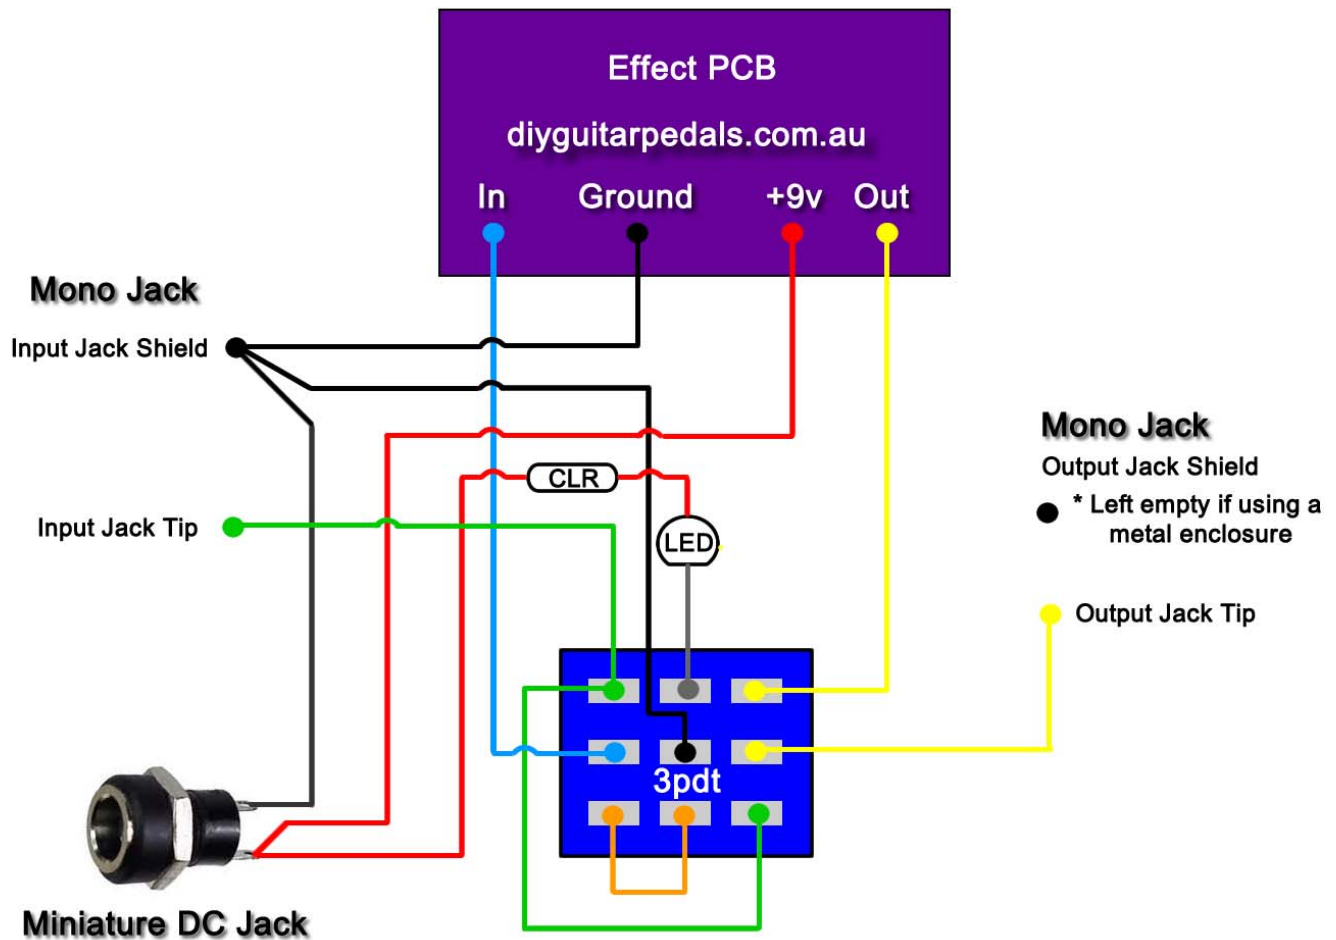 Effect PCB
diyguitarpedals.com.au
In Ground +9v Out
Mono Jack
Input Jack Shield
Mono Jack
Output Jack Shield
* Left empty if using a
metal enclosure
CLR
Input Jack Tip
LED
Output Jack Tip
3pdt
Miniature DC Jack